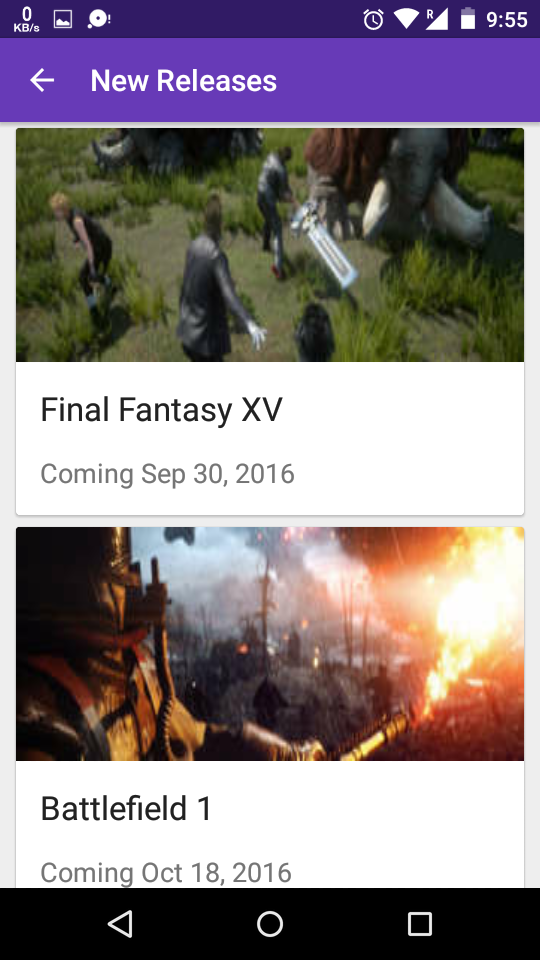 0
KB/s
R
9:55
New Releases
Final Fantasy XV
Coming Sep 30, 2016
Battlefield 1
Coming Oct 18, 2016